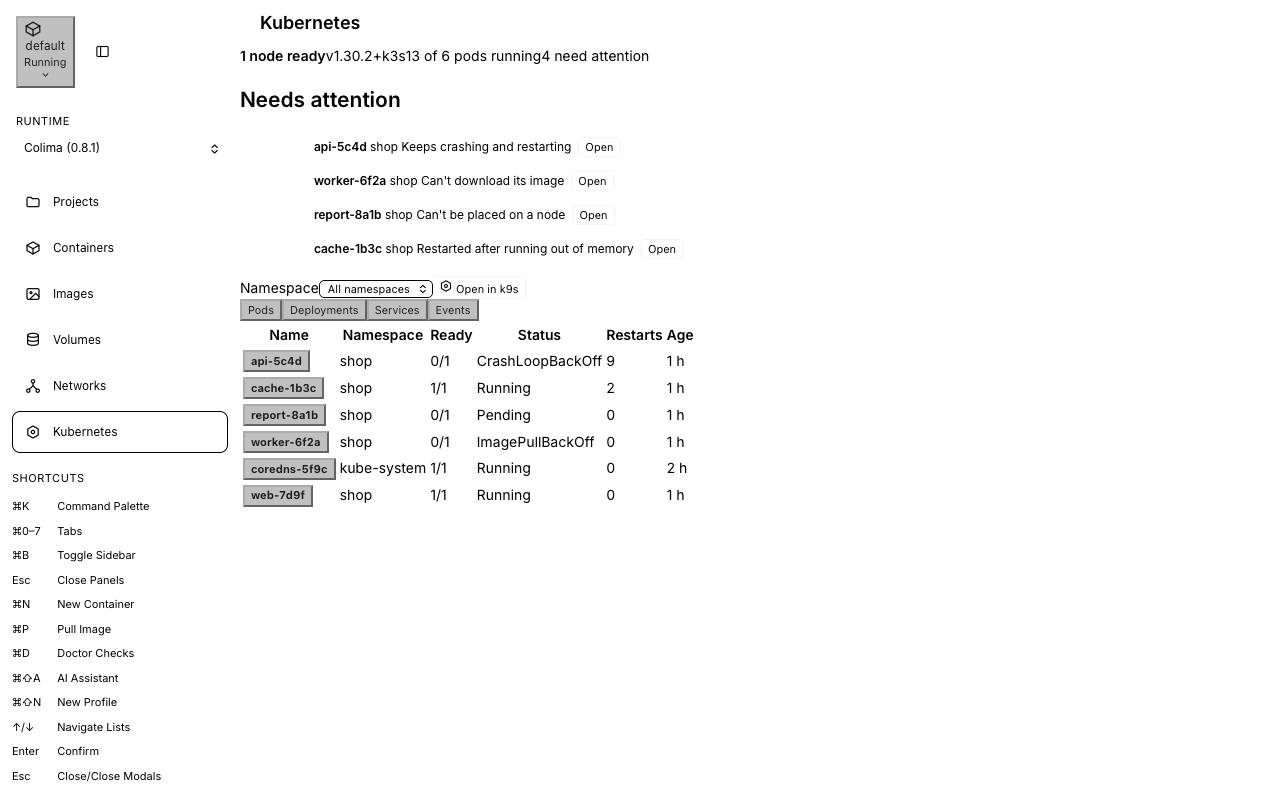 default
Running
RUNTIME
Colima (0.8.1)
Projects
Containers
Images
Volumes
Networks
Kubernetes
SHORTCUTS
⌘K Command Palette
⌘0–7 Tabs
⌘B Toggle Sidebar
Esc Close Panels
⌘N New Container
⌘P Pull Image
⌘D Doctor Checks
⌘⇧A AI Assistant
⌘⇧N New Profile
↑/↓ Navigate Lists
Enter Confirm
Esc Close/Close Modals
Kubernetes
1 node readyv1.30.2+k3s13 of 6 pods running4 need attention
Needs attention
api-5c4d shop Keeps crashing and restarting Open
worker-6f2a shop Can't download its image Open
report-8a1b shop Can't be placed on a node Open
cache-1b3c shop Restarted after running out of memory Open
Namespace All namespaces Open in k9s
Pods Deployments Services Events
Name Namespace Ready Status Restarts Age
api-5c4d shop 0/1 CrashLoopBackOff 9 1 h
cache-1b3c shop 1/1 Running 2 1 h
report-8a1b shop 0/1 Pending 0 1 h
worker-6f2a shop 0/1 ImagePullBackOff 0 1 h
coredns-5f9c kube-system 1/1 Running 0 2 h
web-7d9f shop 1/1 Running 0 1 h